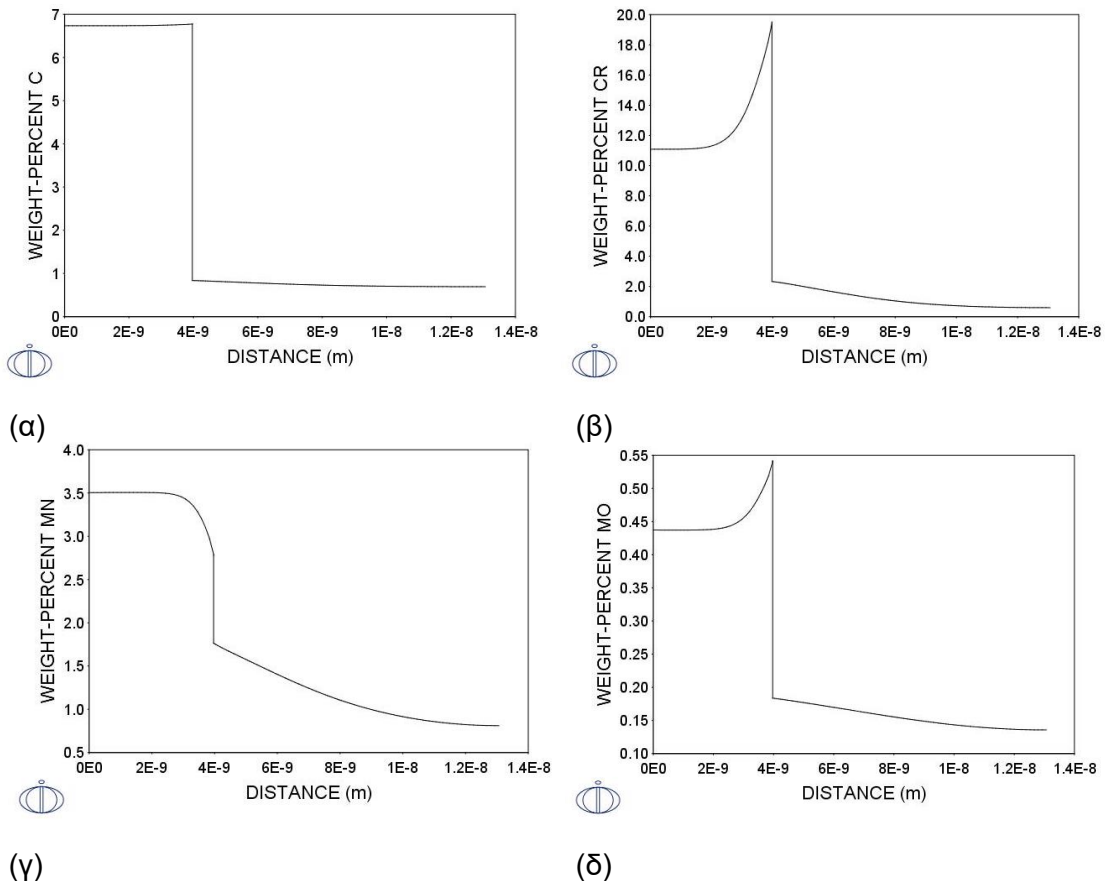 WEIGHT-PERCENT C
7
6
5
4
3
2
1
0
0E0 2E-9 4E-9 6E-9 8E-9 1E-8 1.2E-8 1.4E-8
DISTANCE (m)
(α)
WEIGHT-PERCENT CR
20.0
18.0
16.0
14.0
12.0
10.0
8.0
6.0
4.0
2.0
0.0
0E0 2E-9 4E-9 6E-9 8E-9 1E-8 1.2E-8 1.4E-8
DISTANCE (m)
(β)
WEIGHT-PERCENT MN
4.0
3.5
3.0
2.5
2.0
1.5
1.0
0.5
0E0 2E-9 4E-9 6E-9 8E-9 1E-8 1.2E-8 1.4E-8
DISTANCE (m)
(γ)
WEIGHT-PERCENT MO
0.55
0.50
0.45
0.40
0.35
0.30
0.25
0.20
0.15
0.10
0E0 2E-9 4E-9 6E-9 8E-9 1E-8 1.2E-8 1.4E-8
DISTANCE (m)
(δ)